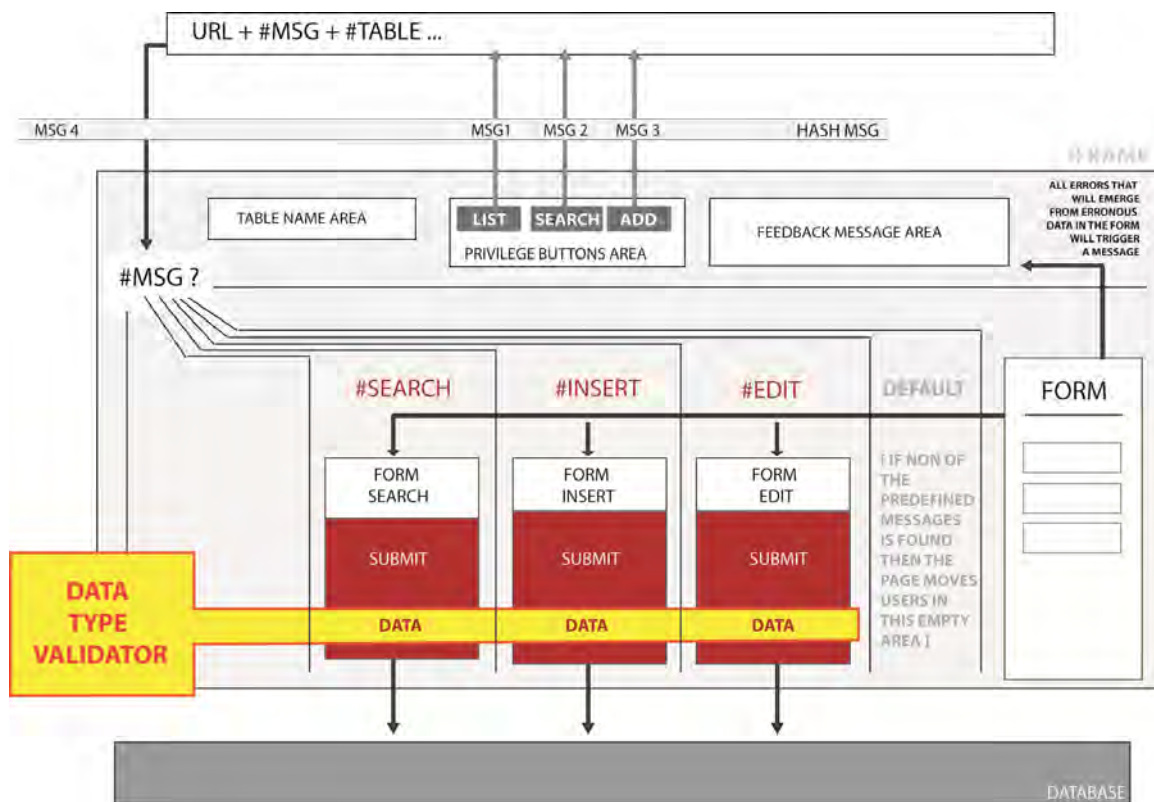 URL + #MSG + #TABLE ...
MSG 4
MSG1
MSG 2
MSG 3
HASH MSG
ALL ERRORS THAT
WILL EMERGE
FROM ERRONOUS
DATA IN THE FORM
WILL TRIGGER
A MESSAGE
TABLE NAME AREA
LIST
SEARCH
ADD
PRIVILEGE BUTTONS AREA
FEEDBACK MESSAGE AREA
#MSG ?
#SEARCH
#INSERT
#EDIT
DEFAULT
FORM
FORM
SEARCH
FORM
INSERT
FORM
EDIT
[ IF NON OF
THE
PREDEFINED
MESSAGES
IS FOUND
THEN THE
PAGE MOVES
USERS IN
THIS EMPTY
AREA ]
SUBMIT
SUBMIT
SUBMIT
DATA
TYPE
VALIDATOR
DATA
DATA
DATA
DATABASE